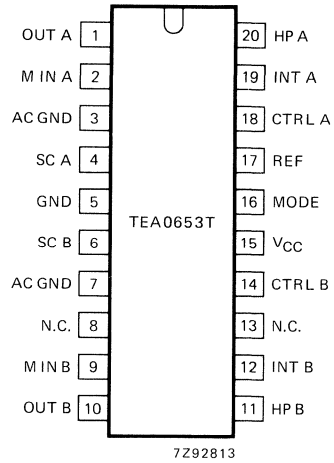 OUT A 1 20 HP A
M IN A 2 19 INT A
AC GND 3 18 CTRL A
SC A 4 17 REF
GND 5 16 MODE
TEA0653T
SC B 6 15 VCC
AC GND 7 14 CTRL B
N.C. 8 13 N.C.
M IN B 9 12 INT B
OUT B 10 11 HP B
7Z92813